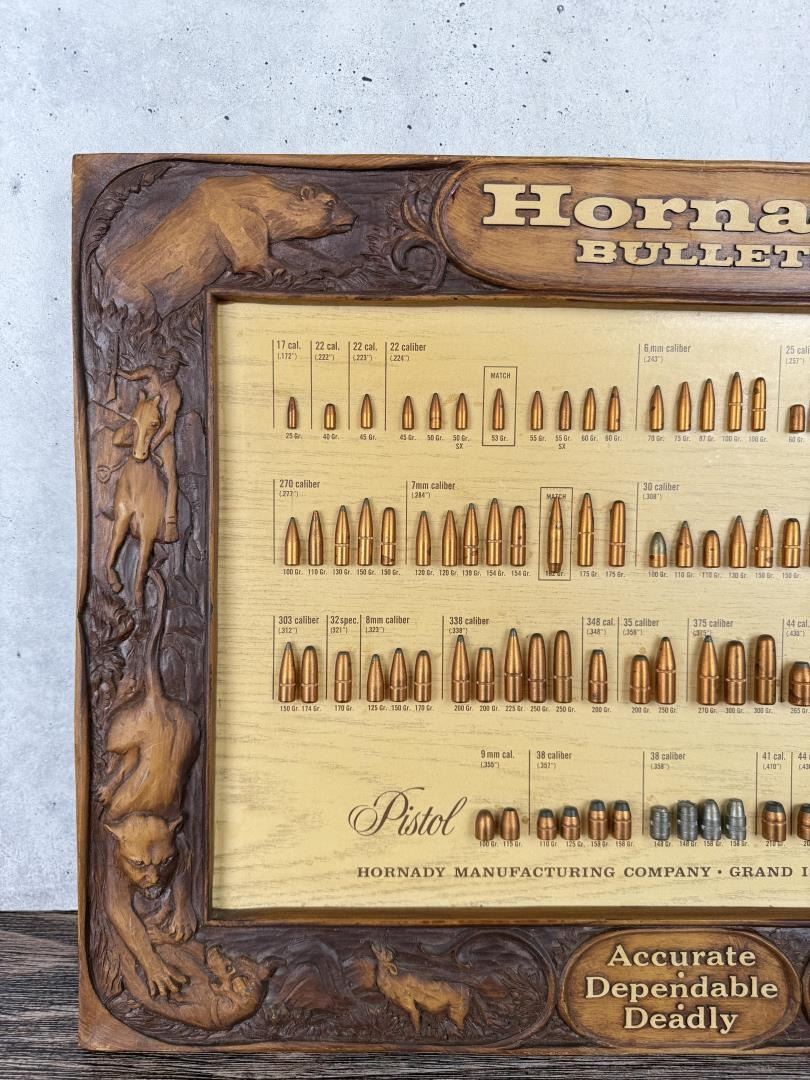 Horna
BULLET
17 cal. 22 cal. 22 cal. 22 caliber 6 mm caliber 25 cali
(.172") (.222") (.223") (.224") (.243") (.257")
MATCH
25 Gr. 40 Gr. 45 Gr. 45 Gr. 50 Gr. 50 Gr. 53 Gr. 55 Gr. 55 Gr. 60 Gr. 60 Gr. 70 Gr. 75 Gr. 87 Gr. 100 Gr. 100 Gr. 60 Gr.
SX SX
270 caliber 7mm caliber 30 caliber
(.277") (.284") (.308")
MATCH
100 Gr. 110 Gr. 130 Gr. 150 Gr. 150 Gr. 120 Gr. 120 Gr. 139 Gr. 154 Gr. 154 Gr. 162 Gr. 175 Gr. 175 Gr. 100 Gr. 110 Gr. 110 Gr. 130 Gr. 150 Gr. 150 Gr.
303 caliber 32 spec. 8mm caliber 338 caliber 348 cal. 35 caliber 375 caliber 44 cal.
(.312") (.321") (.323") (.338") (.348") (.358") (.375") (.430")
150 Gr. 174 Gr. 170 Gr. 125 Gr. 150 Gr. 170 Gr. 200 Gr. 200 Gr. 225 Gr. 250 Gr. 250 Gr. 200 Gr. 200 Gr. 250 Gr. 270 Gr. 300 Gr. 300 Gr. 265 Gr.
9 mm cal. 38 caliber 38 caliber 41 cal. 44
(.355") (.357") (.358") (.410")
Pistol
100 Gr. 115 Gr. 110 Gr. 125 Gr. 158 Gr. 158 Gr. 148 Gr. 148 Gr. 158 Gr. 158 Gr. 210 Gr.
HORNADY MANUFACTURING COMPANY • GRAND I
Accurate
Dependable
Deadly